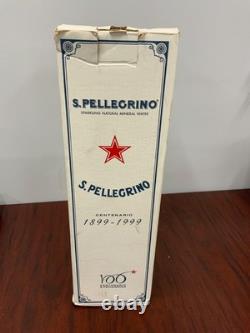 S.PELLEGRINO
SPARKLING NATURAL MINERAL WATER
S.PELLEGRINO
CENTENARIO
1899-1999
100